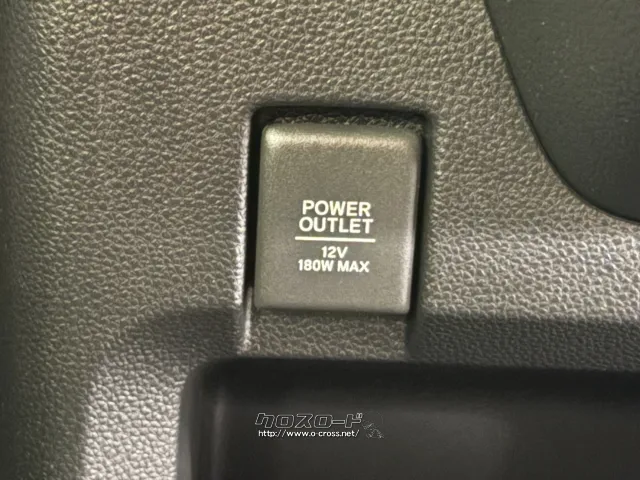 POWER
OUTLET
12V
180W MAX
クロスロード
http://www.o-cross.net/